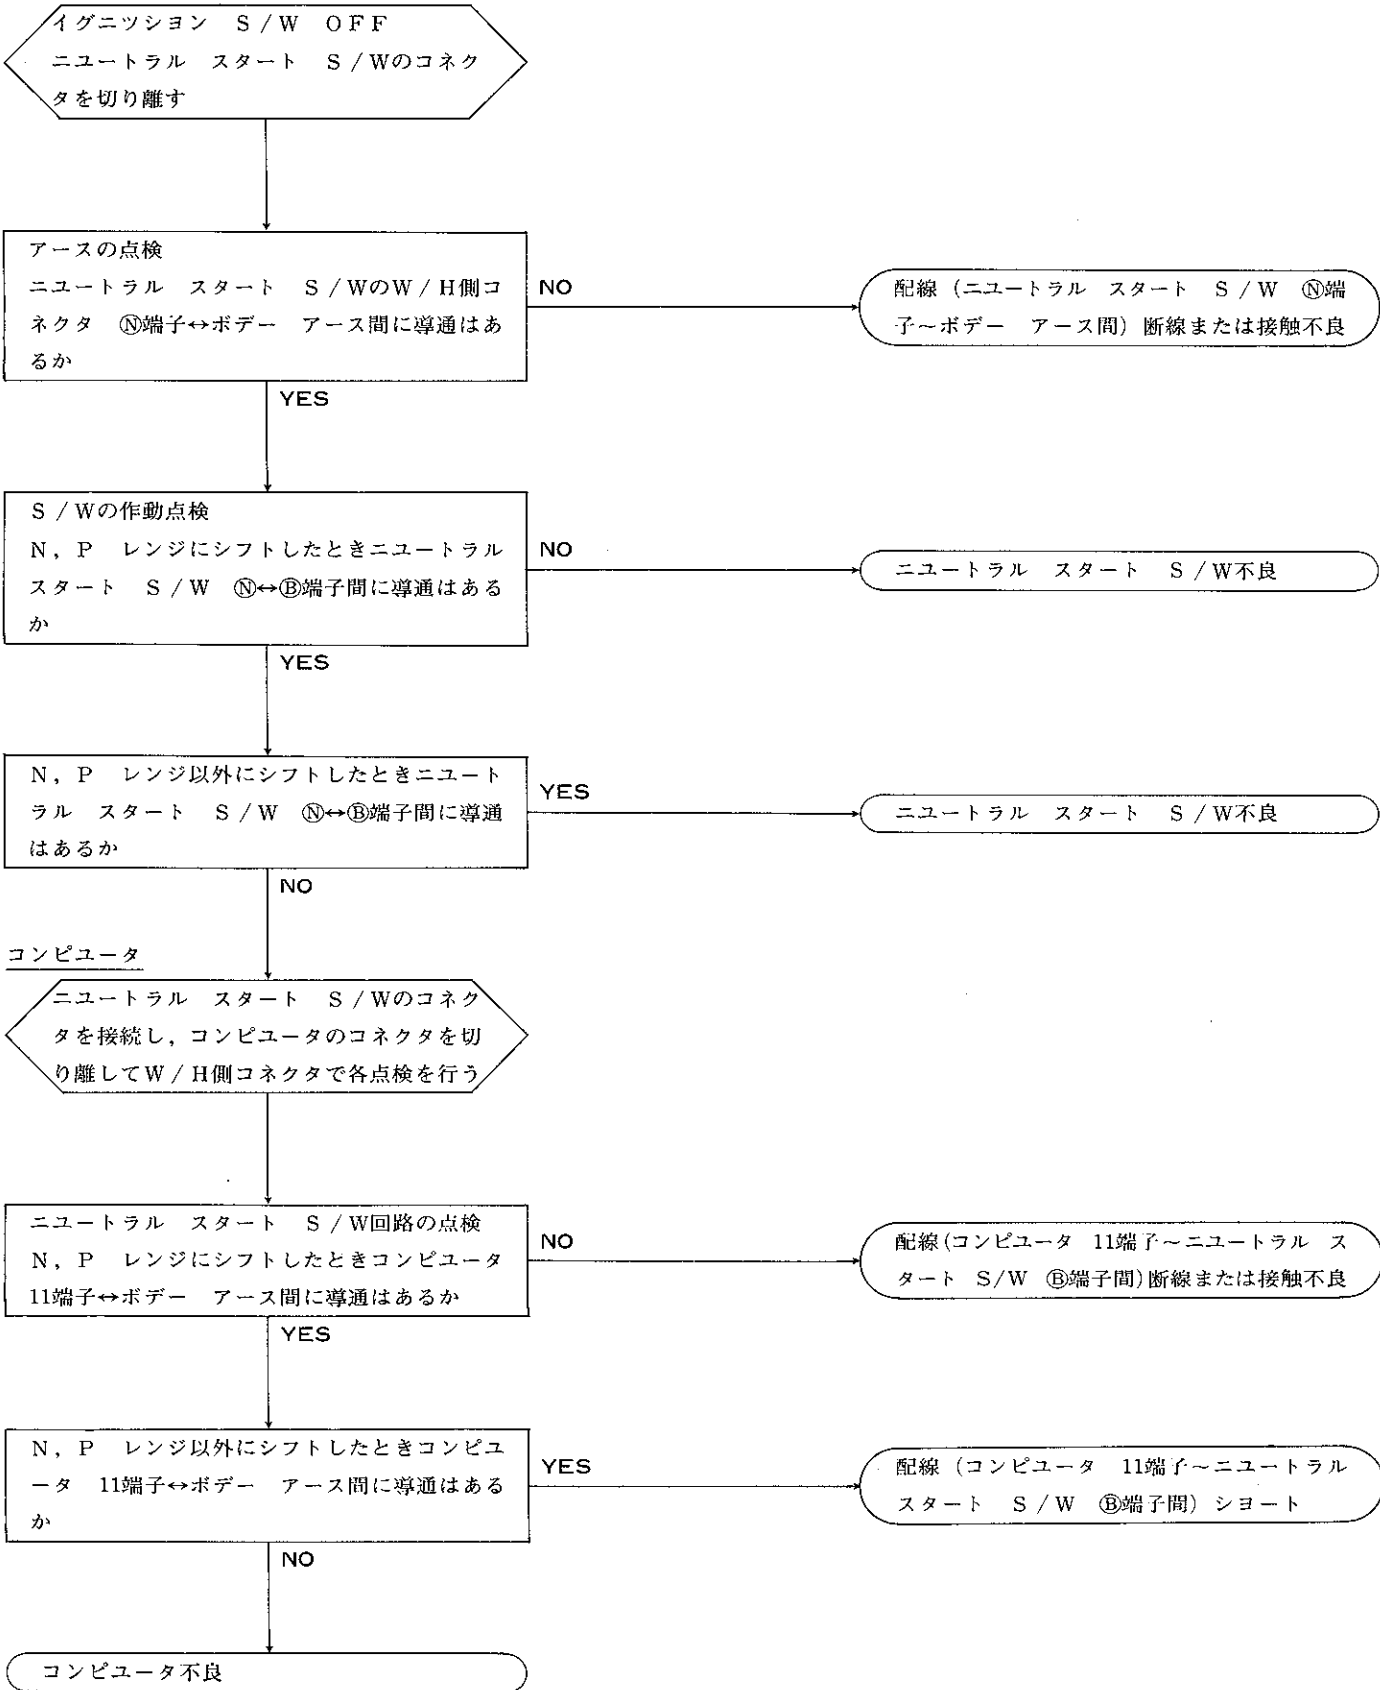 イグニツシヨン S/W OFF
ニユートラル スタート S/Wのコネク
タを切り離す
アースの点検
ニユートラル スタート S/WのW/H側コ
ネクタ Ⓝ端子↔ボデー アース間に導通はあ
るか
NO
配線(ニユートラル スタート S/W Ⓝ端
子~ボデー アース間)断線または接触不良
YES
S/Wの作動点検
N,P レンジにシフトしたときニユートラル
スタート S/W Ⓝ↔Ⓑ端子間に導通はある
か
NO
ニユートラル スタート S/W不良
YES
N,P レンジ以外にシフトしたときニユート
ラル スタート S/W Ⓝ↔Ⓑ端子間に導通
はあるか
YES
ニユートラル スタート S/W不良
NO
コンピユータ
ニユートラル スタート S/Wのコネク
タを接続し,コンピユータのコネクタを切
り離してW/H側コネクタで各点検を行う
ニユートラル スタート S/W回路の点検
N,P レンジにシフトしたときコンピユータ
11端子↔ボデー アース間に導通はあるか
NO
配線(コンピユータ 11端子~ニユートラル ス
タート S/W Ⓑ端子間)断線または接触不良
YES
N,P レンジ以外にシフトしたときコンピユ
ータ 11端子↔ボデー アース間に導通はある
か
YES
配線(コンピユータ 11端子~ニユートラル
スタート S/W Ⓑ端子間)シヨート
NO
コンピユータ不良